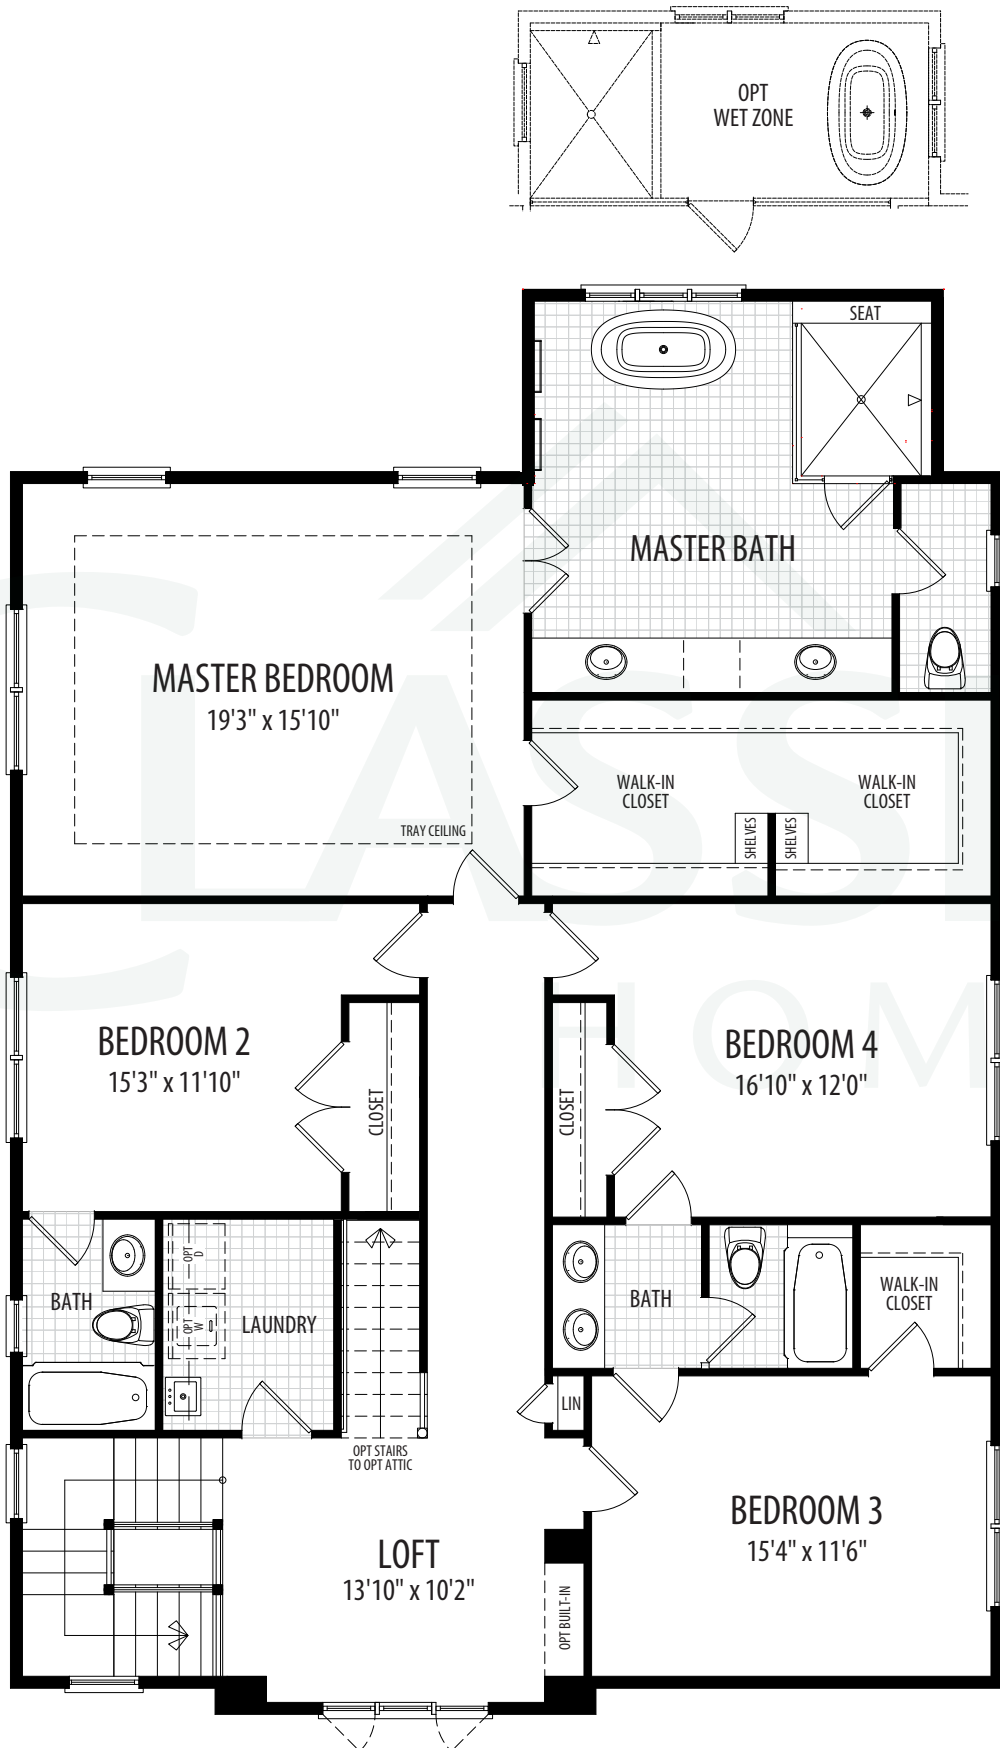 OPT
WET ZONE
SEAT
MASTER BATH
MASTER BEDROOM
19'3" x 15'10"
TRAY CEILING
WALK-IN
CLOSET
WALK-IN
CLOSET
SHELVES
SHELVES
BEDROOM 2
15'3" x 11'10"
CLOSET
CLOSET
BEDROOM 4
16'10" x 12'0"
OPT
D
OPT
W
BATH
LAUNDRY
BATH
WALK-IN
CLOSET
LIN
OPT STAIRS
TO OPT ATTIC
LOFT
13'10" x 10'2"
OPT BUILT-IN
BEDROOM 3
15'4" x 11'6"
CLASSI
HOM